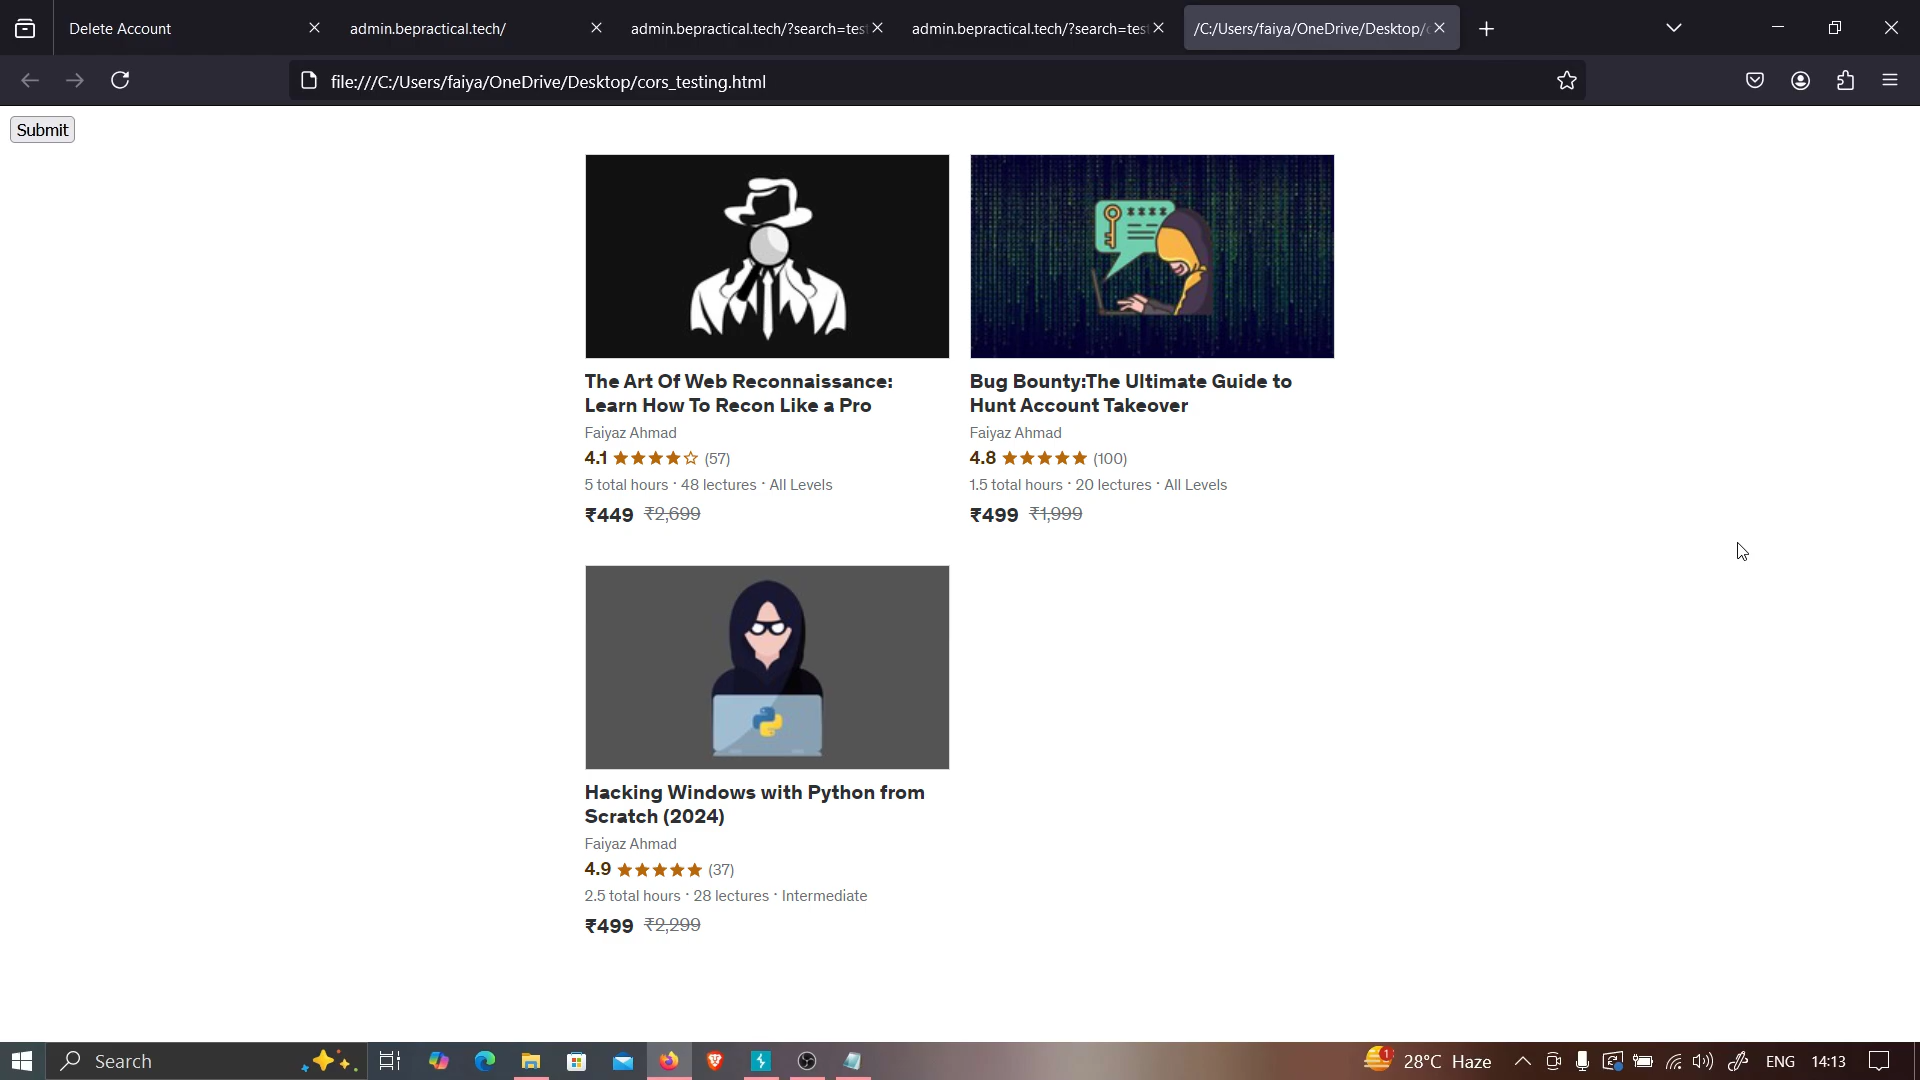 Delete Account
admin.bepractical.tech/
admin.bepractical.tech/?search=tes
admin.bepractical.tech/?search=tes
/C:/Users/faiya/OneDrive/Desktop/
file:///C:/Users/faiya/OneDrive/Desktop/cors_testing.html
Submit
The Art Of Web Reconnaissance:
Learn How To Recon Like a Pro
Faiyaz Ahmad
4.1 (57)
5 total hours · 48 lectures · All Levels
₹449 ₹2,699
Bug Bounty:The Ultimate Guide to
Hunt Account Takeover
Faiyaz Ahmad
4.8 (100)
1.5 total hours · 20 lectures · All Levels
₹499 ₹1,999
Hacking Windows with Python from
Scratch (2024)
Faiyaz Ahmad
4.9 (37)
2.5 total hours · 28 lectures · Intermediate
₹499 ₹2,299
Search
1
28°C Haze
ENG
14:13